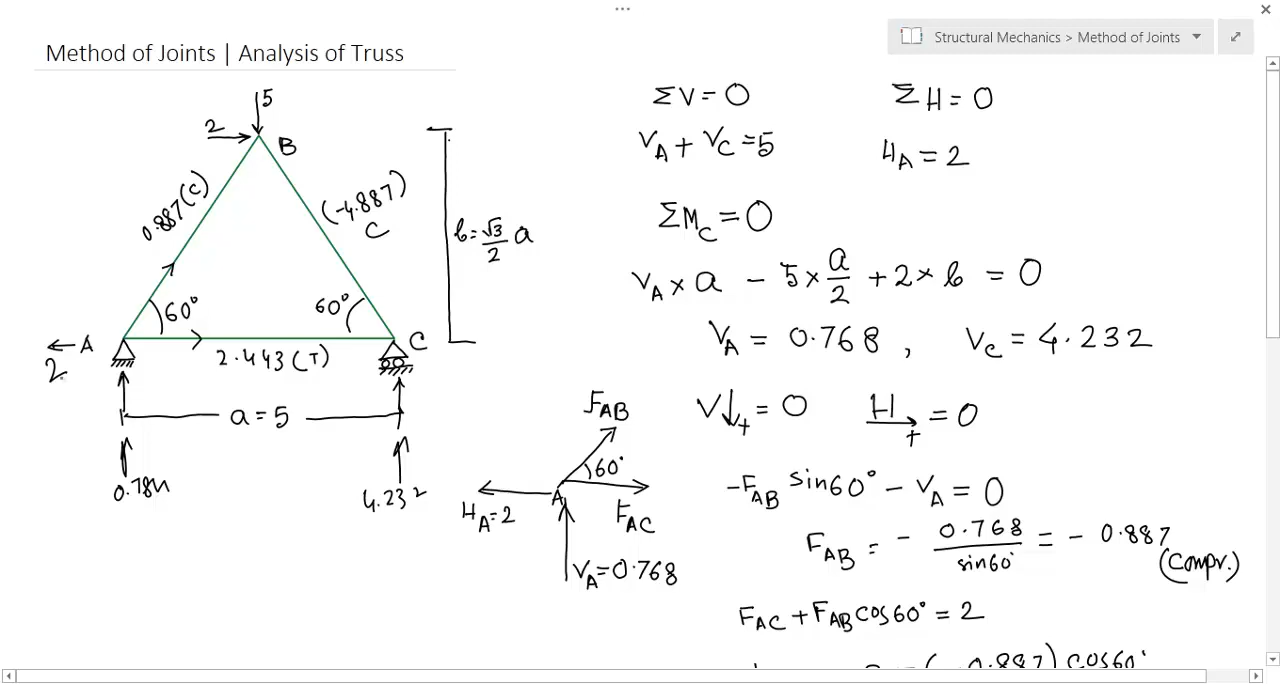 Structural Mechanics > Method of Joints
Method of Joints | Analysis of Truss
5
2
B
0.887(C)
(-4.887)
C
b = √3/2 a
60°
60°
A
C
2
2.443 (T)
a = 5
4.232
ΣV = 0
ΣH = 0
VA + VC = 5
HA = 2
ΣMC = 0
VA × a - 5 × a/2 + 2 × b = 0
VA = 0.768 , VC = 4.232
V↓+ = 0
H→+ = 0
FAB
60°
A
HA = 2
FAC
VA = 0.768
-FAB sin60° - VA = 0
FAB = - 0.768/sin60° = - 0.887
(Compr.)
FAC + FAB cos60° = 2
0.887) cos60°